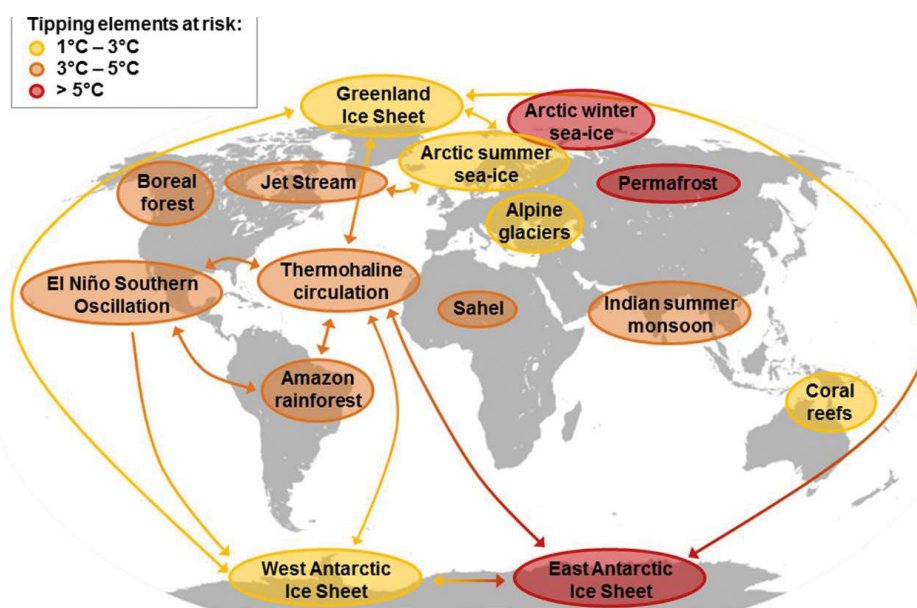 Tipping elements at risk:
1°C – 3°C
3°C – 5°C
> 5°C
Greenland
Ice Sheet
Arctic winter
sea-ice
Arctic summer
sea-ice
Boreal
forest
Jet Stream
Permafrost
Alpine
glaciers
El Niño Southern
Oscillation
Thermohaline
circulation
Sahel
Indian summer
monsoon
Amazon
rainforest
Coral
reefs
West Antarctic
Ice Sheet
East Antarctic
Ice Sheet